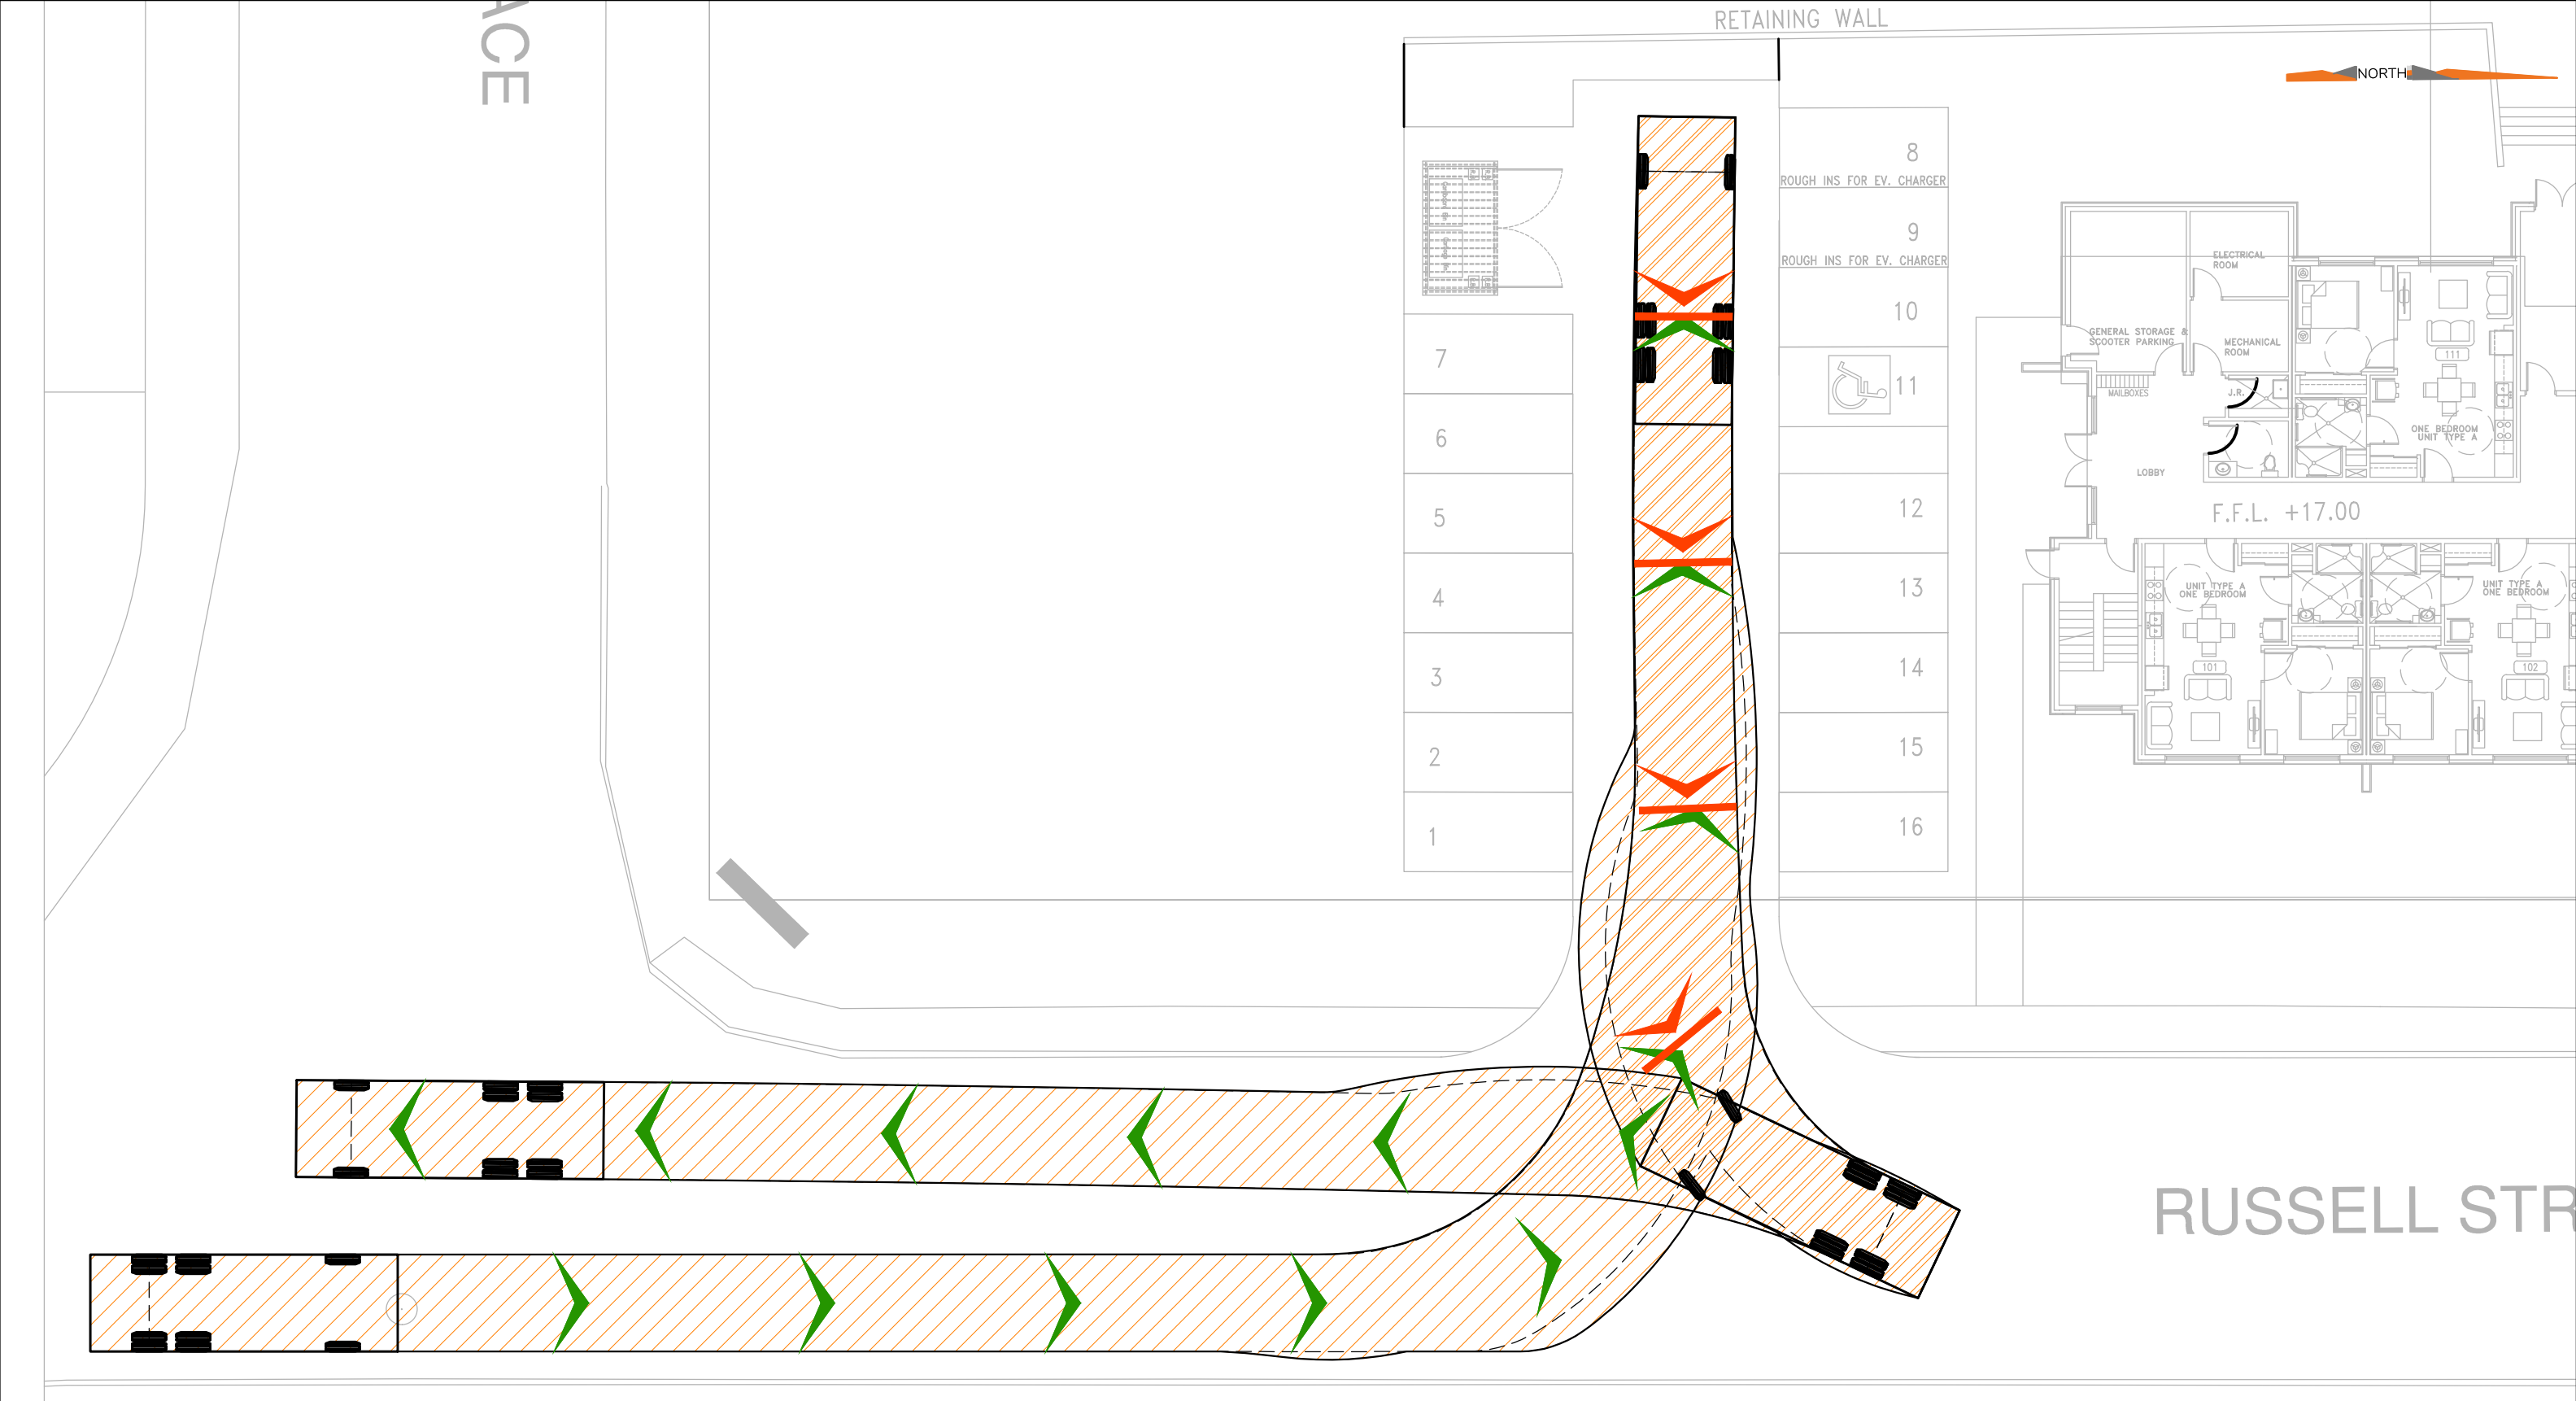 ACE
RETAINING WALL
NORTH
8
ROUGH INS FOR EV. CHARGER
9
ROUGH INS FOR EV. CHARGER
10
11
12
13
14
15
16
7
6
5
4
3
2
1
ELECTRICAL
ROOM
GENERAL STORAGE &
SCOOTER PARKING
MECHANICAL
ROOM
MAILBOXES
J.R.
111
ONE BEDROOM
UNIT TYPE A
LOBBY
F.F.L. +17.00
UNIT TYPE A
ONE BEDROOM
101
UNIT TYPE A
ONE BEDROOM
102
RUSSELL STR